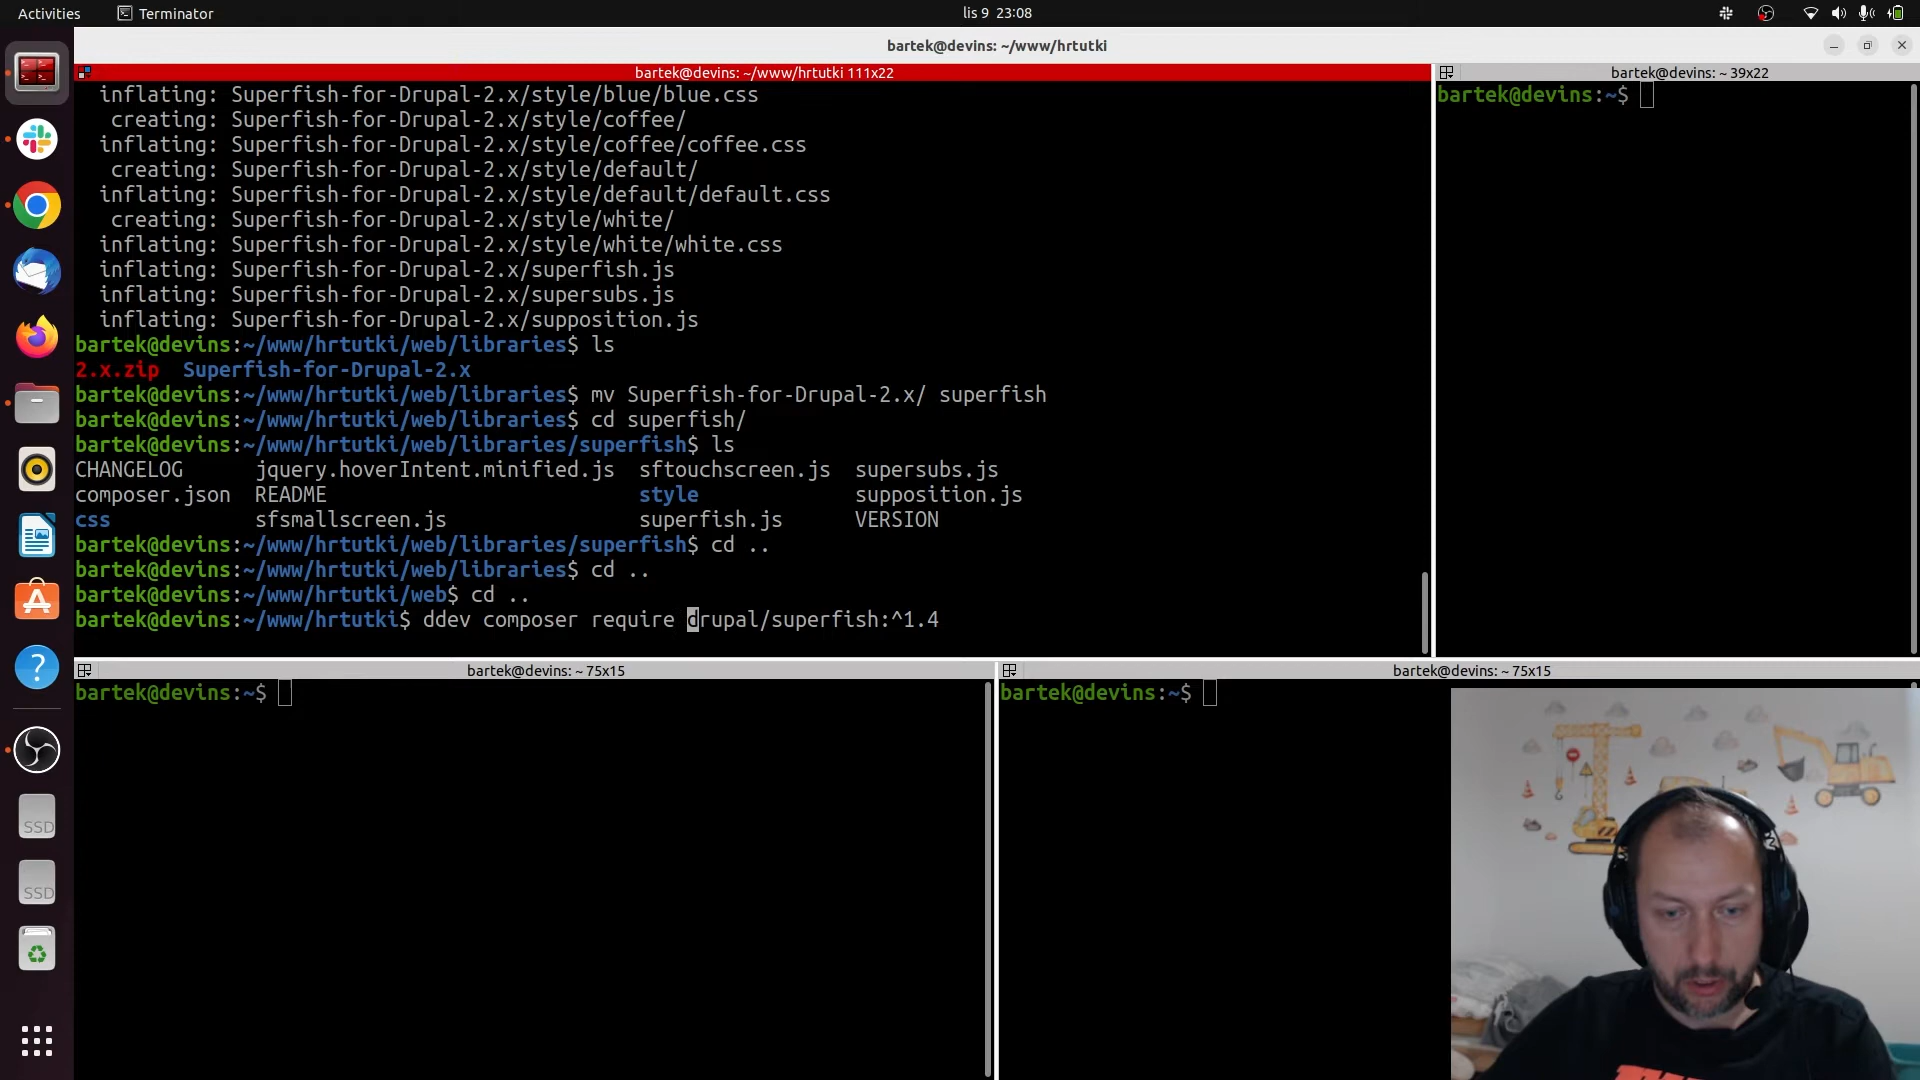 Activities
Terminator
lis 9 23:08
bartek@devins: ~/www/hrtutki
bartek@devins: ~/www/hrtutki 111x22
inflating: Superfish-for-Drupal-2.x/style/blue/blue.css
creating: Superfish-for-Drupal-2.x/style/coffee/
inflating: Superfish-for-Drupal-2.x/style/coffee/coffee.css
creating: Superfish-for-Drupal-2.x/style/default/
inflating: Superfish-for-Drupal-2.x/style/default/default.css
creating: Superfish-for-Drupal-2.x/style/white/
inflating: Superfish-for-Drupal-2.x/style/white/white.css
inflating: Superfish-for-Drupal-2.x/superfish.js
inflating: Superfish-for-Drupal-2.x/supersubs.js
inflating: Superfish-for-Drupal-2.x/supposition.js
bartek@devins:~/www/hrtutki/web/libraries$ ls
2.x.zip Superfish-for-Drupal-2.x
bartek@devins:~/www/hrtutki/web/libraries$ mv Superfish-for-Drupal-2.x/ superfish
bartek@devins:~/www/hrtutki/web/libraries$ cd superfish/
bartek@devins:~/www/hrtutki/web/libraries/superfish$ ls
CHANGELOG jquery.hoverIntent.minified.js sftouchscreen.js supersubs.js
composer.json README style supposition.js
css sfsmallscreen.js superfish.js VERSION
bartek@devins:~/www/hrtutki/web/libraries/superfish$ cd ..
bartek@devins:~/www/hrtutki/web/libraries$ cd ..
bartek@devins:~/www/hrtutki/web$ cd ..
bartek@devins:~/www/hrtutki$ ddev composer require drupal/superfish:^1.4
bartek@devins: ~ 39x22
bartek@devins:~$
bartek@devins: ~ 75x15
bartek@devins:~$
bartek@devins: ~ 75x15
bartek@devins:~$
SSD
SSD